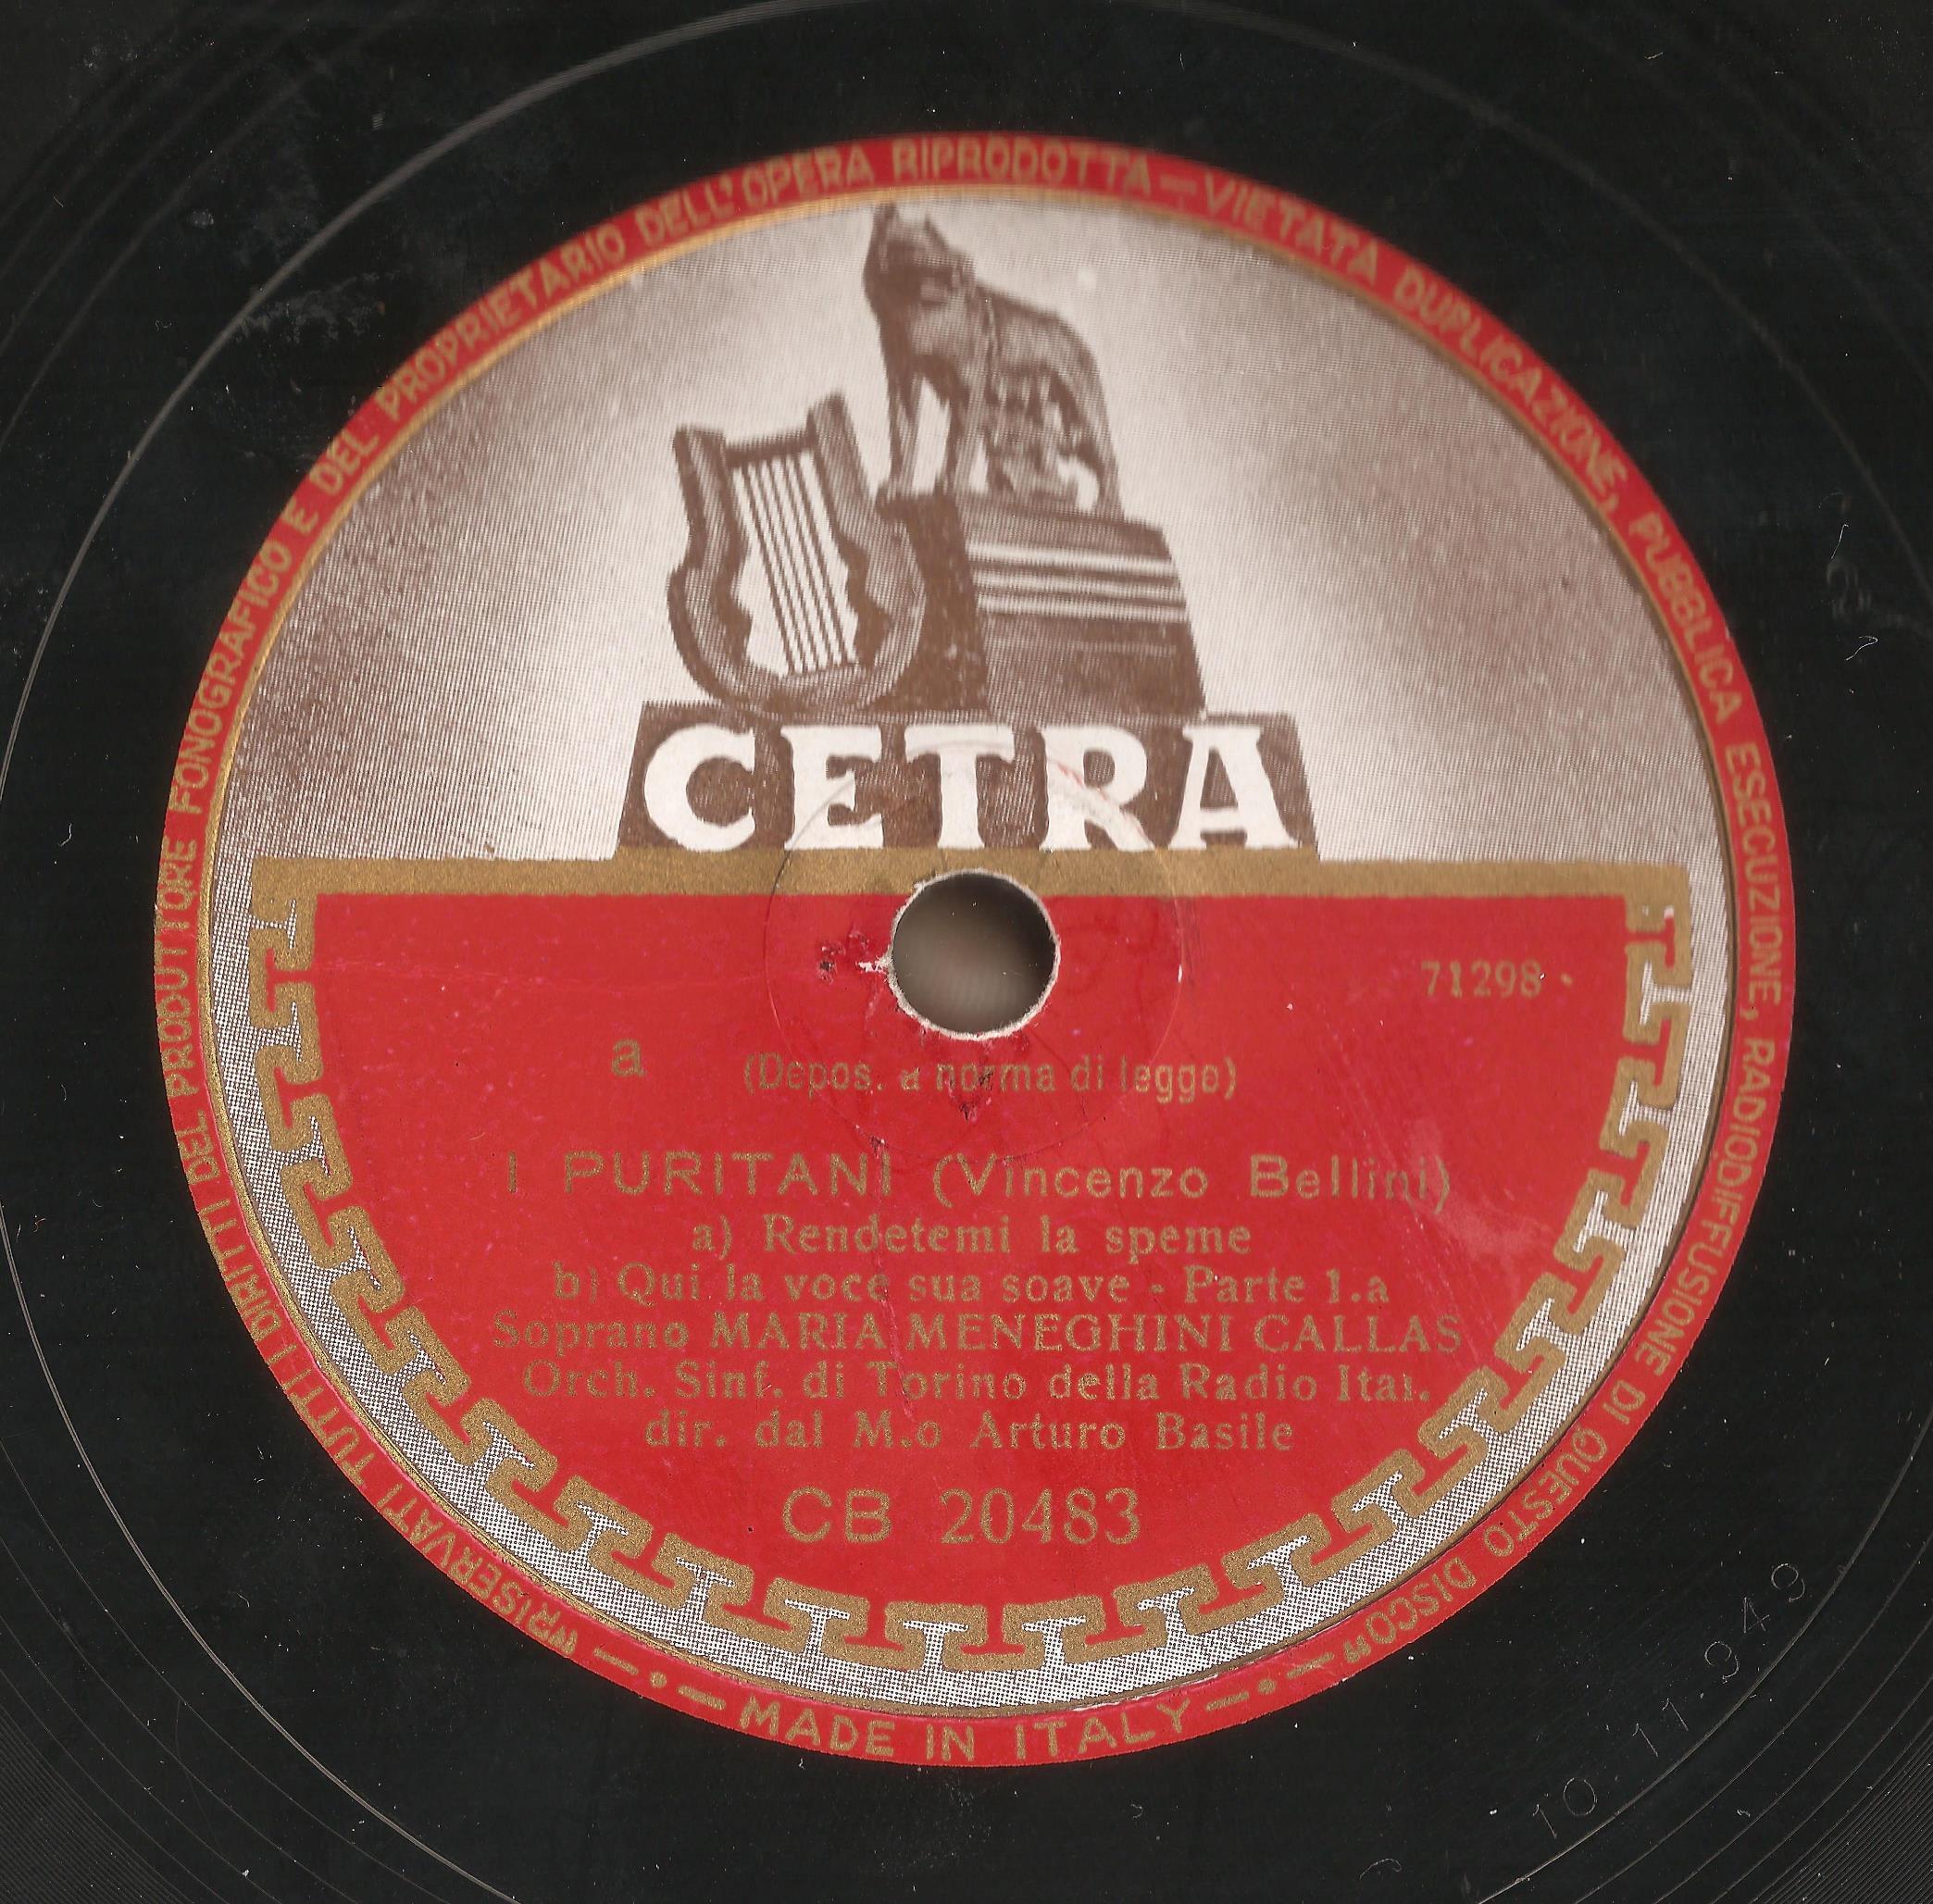 "RISERVATI TUTTI I DIRITTI DEL PRODUTTORE FONOGRAFICO E DEL PROPRIETARIO DELL'OPERA RIPRODOTTA — VIETATA DUPLICAZIONE, PUBBLICA ESECUZIONE, RADIODIFFUSIONE DI QUESTO DISCO"
CETRA
71298
a
(Depos. a norma di legge)
I PURITANI (Vincenzo Bellini)
a) Rendetemi la speme
b) Qui la voce sua soave - Parte 1.a
Soprano MARIA MENEGHINI CALLAS
Orch. Sinf. di Torino della Radio Ital.
dir. dal M.o Arturo Basile
CB 20483
— • — MADE IN ITALY — • —
10-11-949